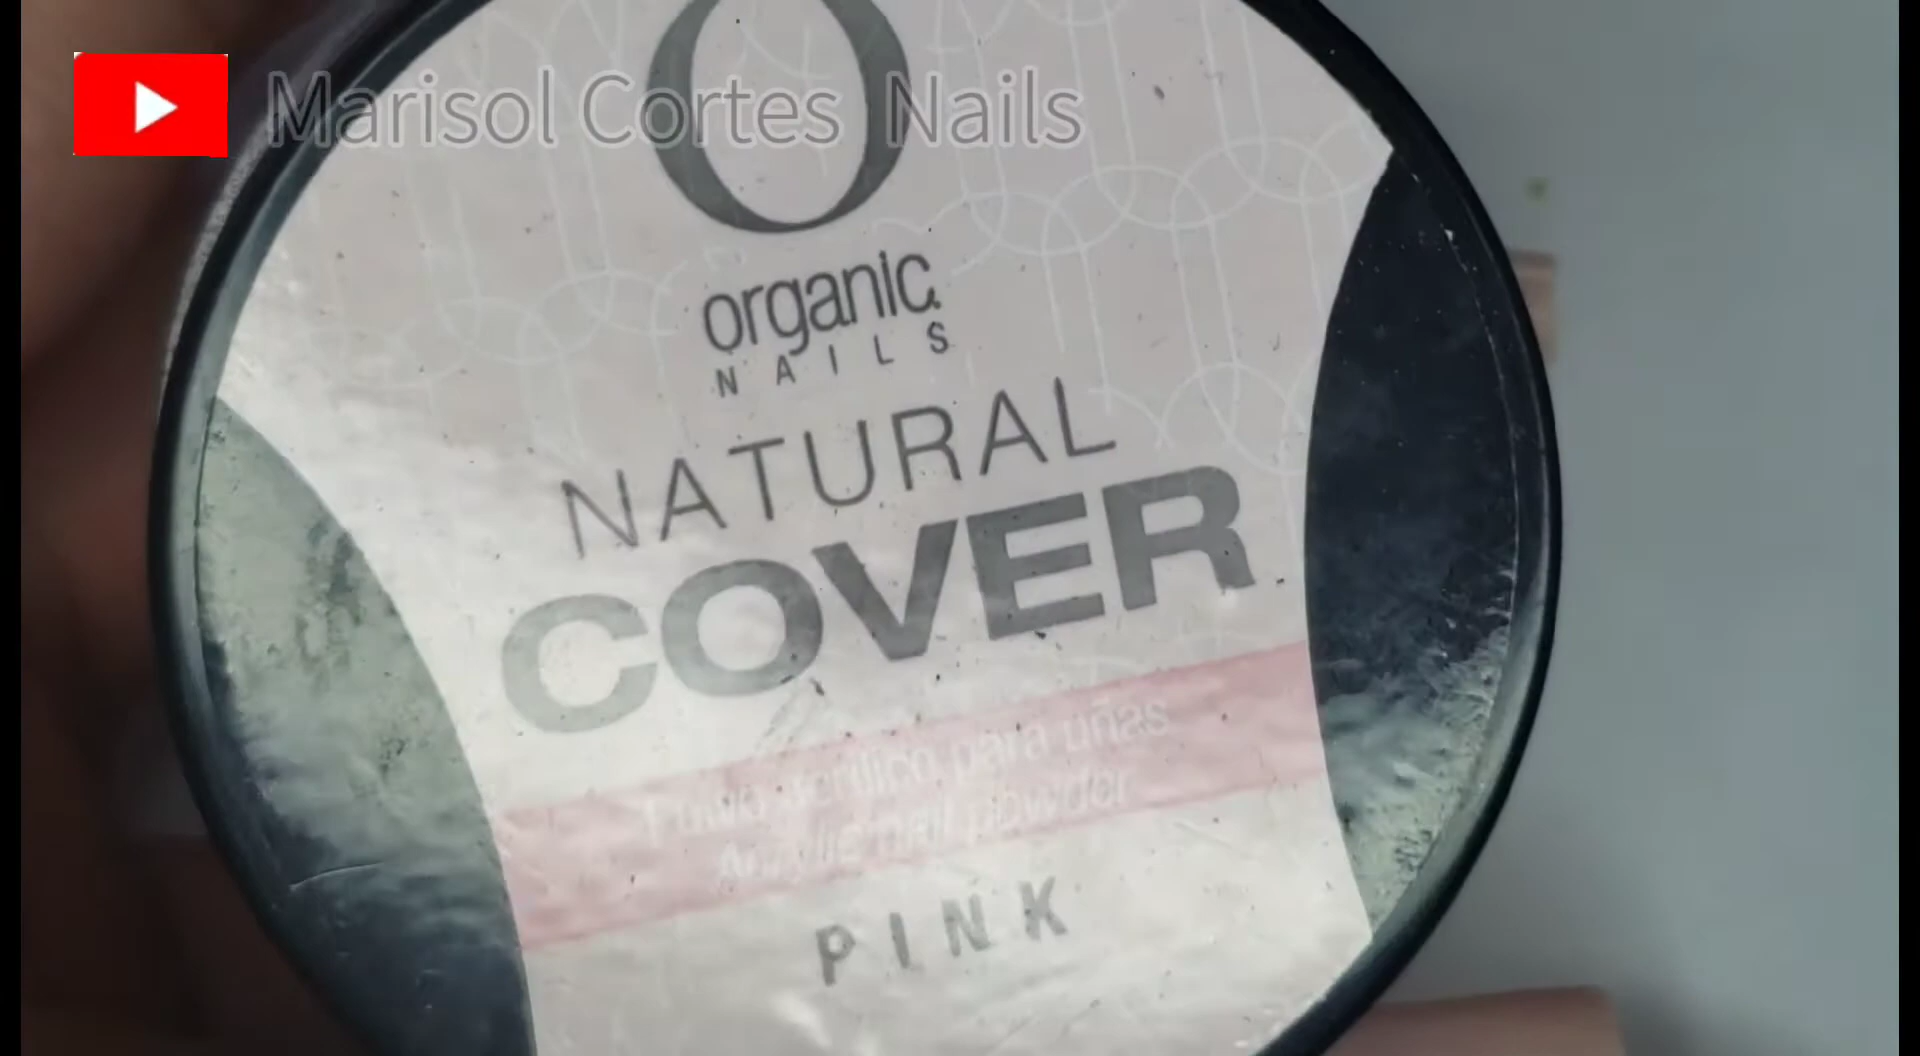 Marisol Cortes Nails
O
organic
NAILS
NATURAL
COVER
Polvo acrílico para uñas
Acrylic nail powder
PINK